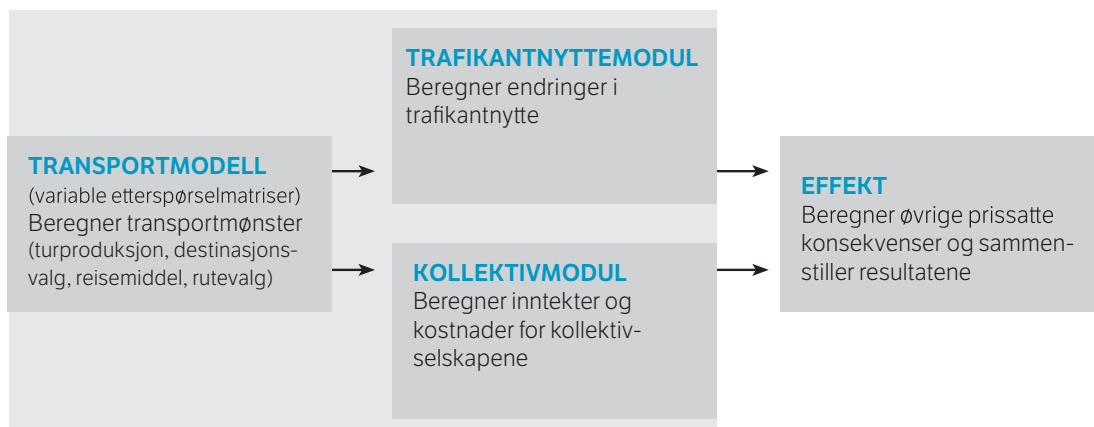 TRANSPORTMODELL
(variable etterspørselmatriser)
Beregner transportmønster
(turproduksjon, destinasjons-
valg, reisemiddel, rutevalg)
TRAFIKANTNYTTEMODUL
Beregner endringer i
trafikantnytte
KOLLEKTIVMODUL
Beregner inntekter og
kostnader for kollektiv-
selskapene
EFFEKT
Beregner øvrige prissatte
konsekvenser og sammen-
stiller resultatene